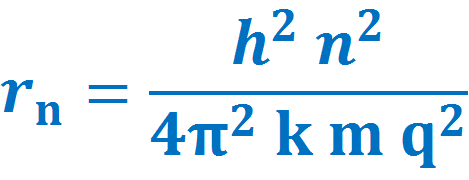 rₙ = h² n² / 4π² k m q²